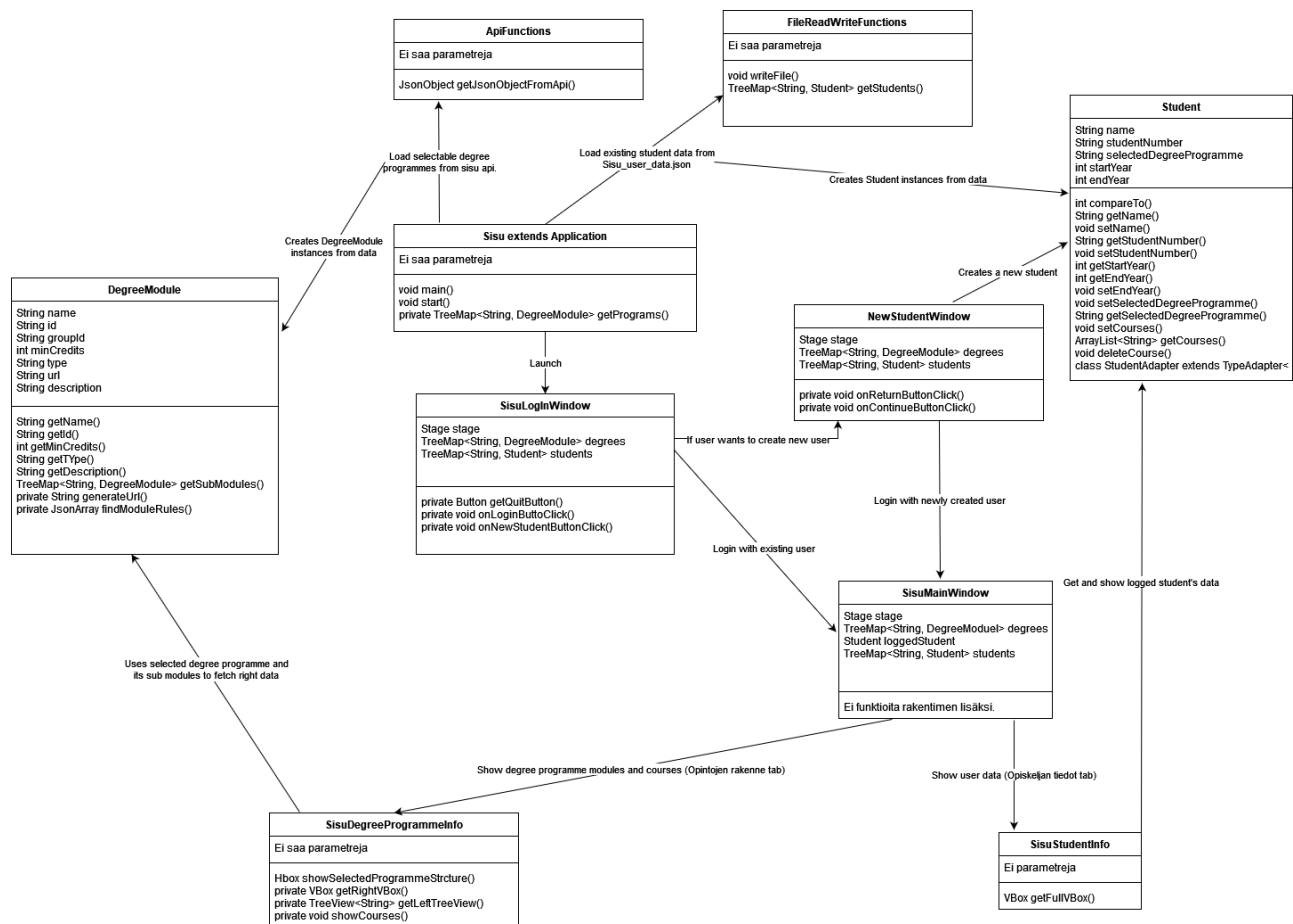 ApiFunctions
Ei saa parametreja
JsonObject getJsonObjectFromApi()
FileReadWriteFunctions
Ei saa parametreja
void writeFile()
TreeMap<String, Student> getStudents()
Student
String name
String studentNumber
String selectedDegreeProgramme
int startYear
int endYear
int compareTo()
String getName()
void setName()
String getStudentNumber()
void setStudentNumber()
int getStartYear()
int getEndYear()
void setEndYear()
void setSelectedDegreeProgramme()
String getSelectedDegreeProgramme()
void setCourses()
ArrayList<String> getCourses()
void deleteCourse()
class StudentAdapter extends TypeAdapter<
Load selectable degree
programmes from sisu api.
Load existing student data from
Sisu_user_data.json
Creates Student instances from data
Creates DegreeModule
instances from data
Sisu extends Application
Ei saa parametreja
void main()
void start()
private TreeMap<String, DegreeModule> getPrograms()
Creates a new student
DegreeModule
String name
String id
String groupId
int minCredits
String type
String url
String description
String getName()
String getId()
int getMinCredits()
String getTYpe()
String getDescription()
TreeMap<String, DegreeModule> getSubModules()
private String generateUrl()
private JsonArray findModuleRules()
Launch
NewStudentWindow
Stage stage
TreeMap<String, DegreeModule> degrees
TreeMap<String, Student> students
private void onReturnButtonClick()
private void onContinueButtonClick()
SisuLogInWindow
Stage stage
TreeMap<String, DegreeModule> degrees
TreeMap<String, Student> students
private Button getQuitButton()
private void onLoginButtoClick()
private void onNewStudentButtonClick()
If user wants to create new user
Login with newly created user
Login with existing user
Get and show logged student's data
SisuMainWindow
Stage stage
TreeMap<String, DegreeModuel> degrees
Student loggedStudent
TreeMap<String, Student> students
Ei funktioita rakentimen lisäksi.
Uses selected degree programme and
its sub modules to fetch right data
Show degree programme modules and courses (Opintojen rakenne tab)
Show user data (Opiskeljan tiedot tab)
SisuDegreeProgrammeInfo
Ei saa parametreja
Hbox showSelectedProgrammeStrcture()
private VBox getRightVBox()
private TreeView<String> getLeftTreeView()
private void showCourses()
SisuStudentInfo
Ei parametreja
VBox getFullVBox()